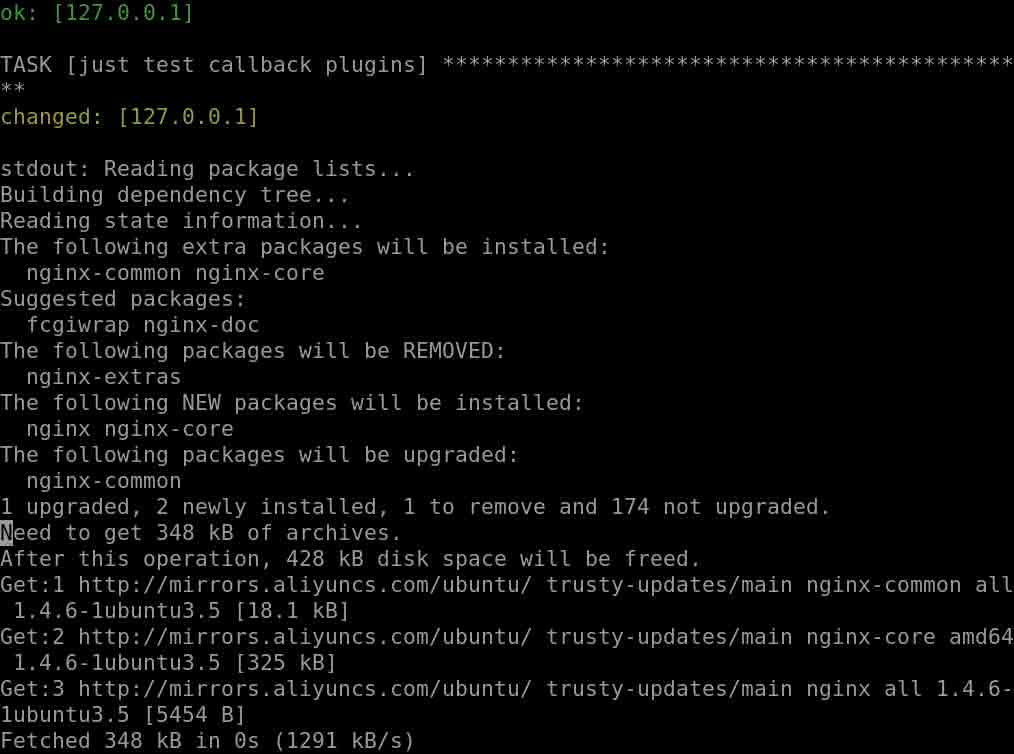 ok: [127.0.0.1]
TASK [just test callback plugins] ********************************************
**
changed: [127.0.0.1]
stdout: Reading package lists...
Building dependency tree...
Reading state information...
The following extra packages will be installed:
  nginx-common nginx-core
Suggested packages:
  fcgiwrap nginx-doc
The following packages will be REMOVED:
  nginx-extras
The following NEW packages will be installed:
  nginx nginx-core
The following packages will be upgraded:
  nginx-common
1 upgraded, 2 newly installed, 1 to remove and 174 not upgraded.
Need to get 348 kB of archives.
After this operation, 428 kB disk space will be freed.
Get:1 http://mirrors.aliyuncs.com/ubuntu/ trusty-updates/main nginx-common all
 1.4.6-1ubuntu3.5 [18.1 kB]
Get:2 http://mirrors.aliyuncs.com/ubuntu/ trusty-updates/main nginx-core amd64
 1.4.6-1ubuntu3.5 [325 kB]
Get:3 http://mirrors.aliyuncs.com/ubuntu/ trusty-updates/main nginx all 1.4.6-
1ubuntu3.5 [5454 B]
Fetched 348 kB in 0s (1291 kB/s)